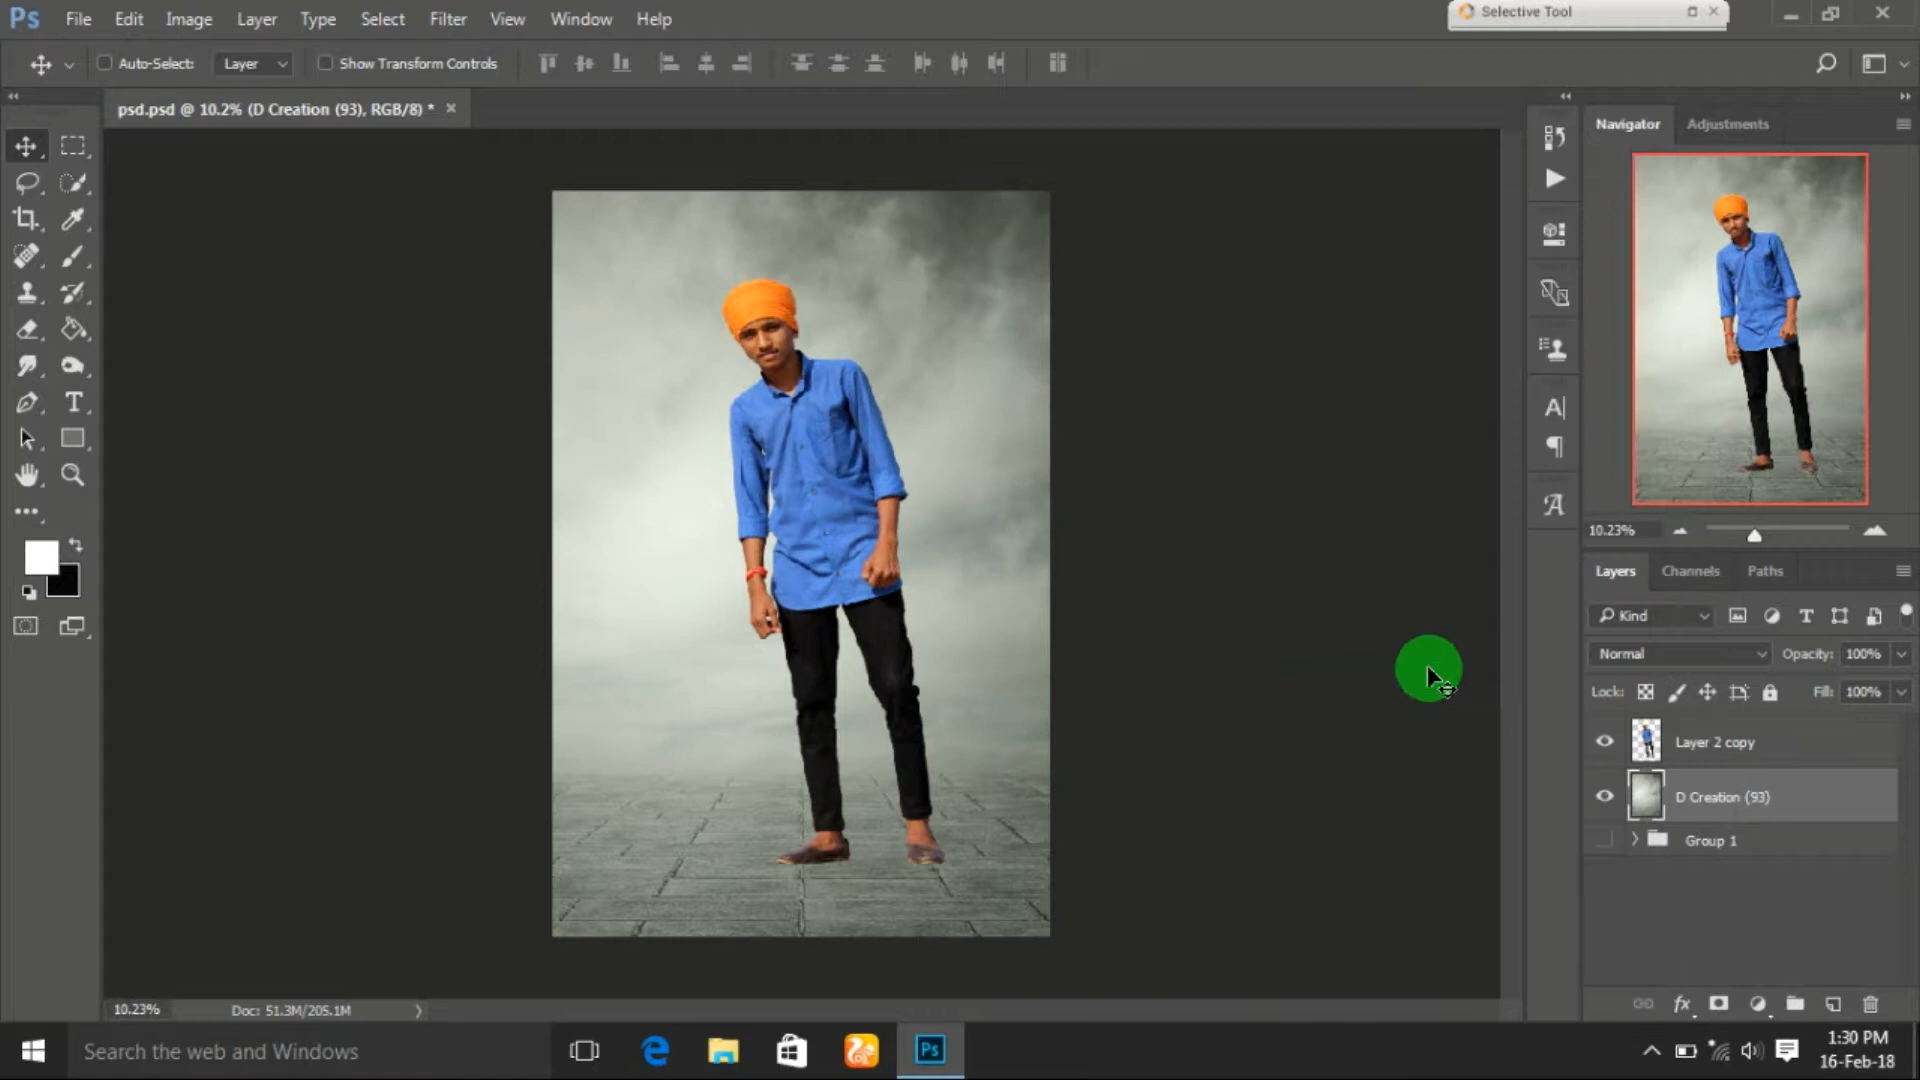 Ps File Edit Image Layer Type Select Filter View Window Help
Selective Tool
Auto-Select: Layer Show Transform Controls
psd.psd @ 10.2% (D Creation (93), RGB/8) *
Navigator Adjustments
10.23%
Layers Channels Paths
Kind
Normal Opacity: 100%
Lock: Fill: 100%
Layer 2 copy
D Creation (93)
Group 1
10.23% Doc: 51.3M/205.1M
Search the web and Windows
Ps
1:30 PM
16-Feb-18